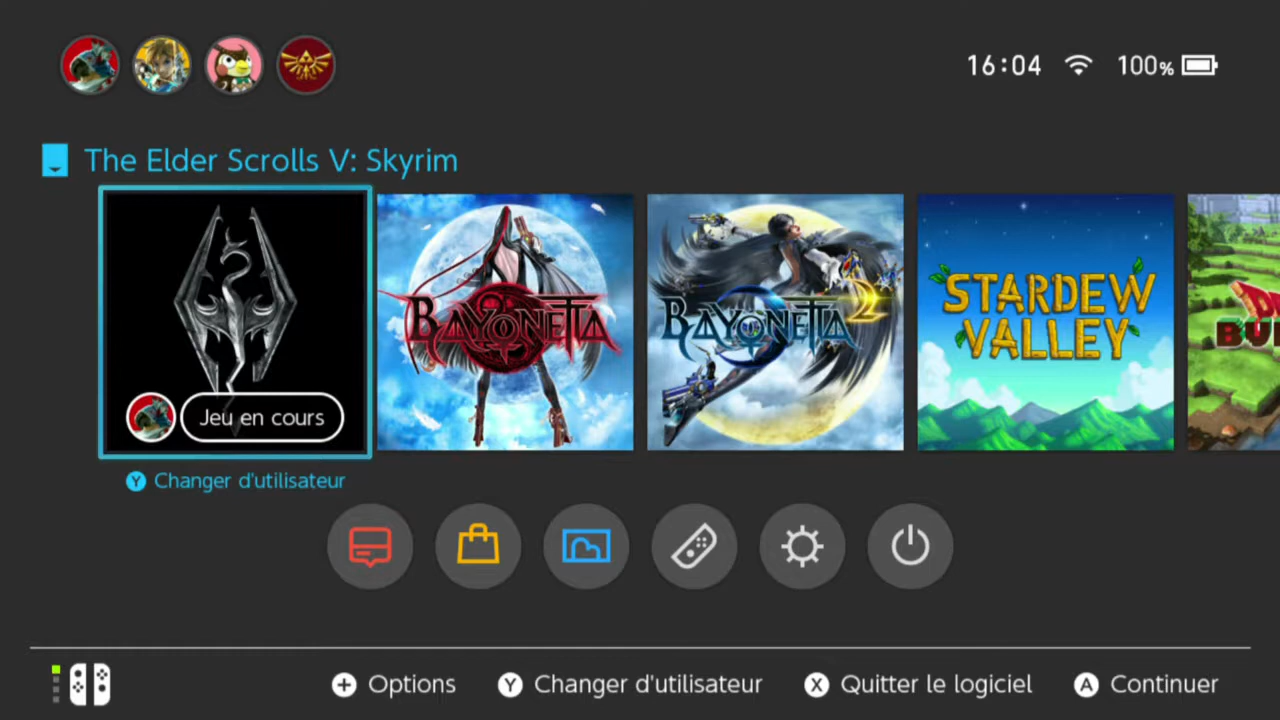 16:04 100%
The Elder Scrolls V: Skyrim
BAYONETTA
BAYONETTA 2
STARDEW
VALLEY
Jeu en cours
Y Changer d'utilisateur
+ Options Y Changer d'utilisateur X Quitter le logiciel A Continuer